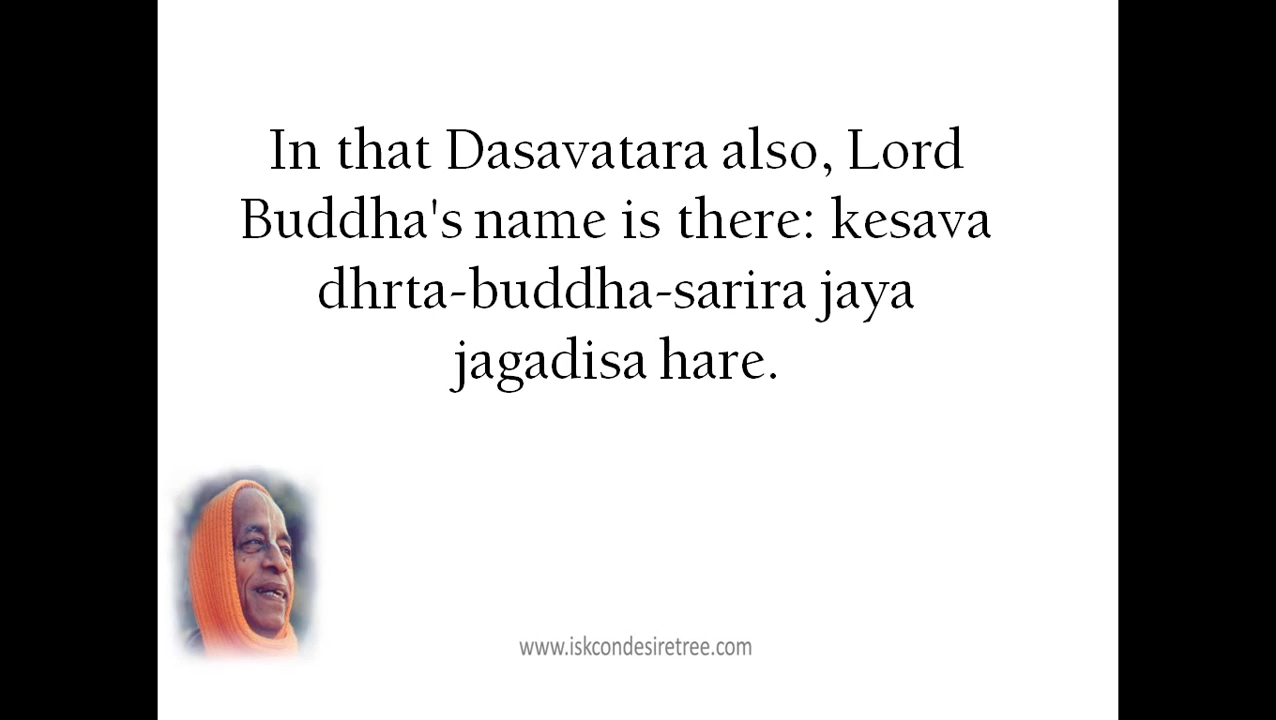 In that Dasavatara also, Lord
Buddha's name is there: kesava
dhrta-buddha-sarira jaya
jagadisa hare.
www.iskcondesiretree.com